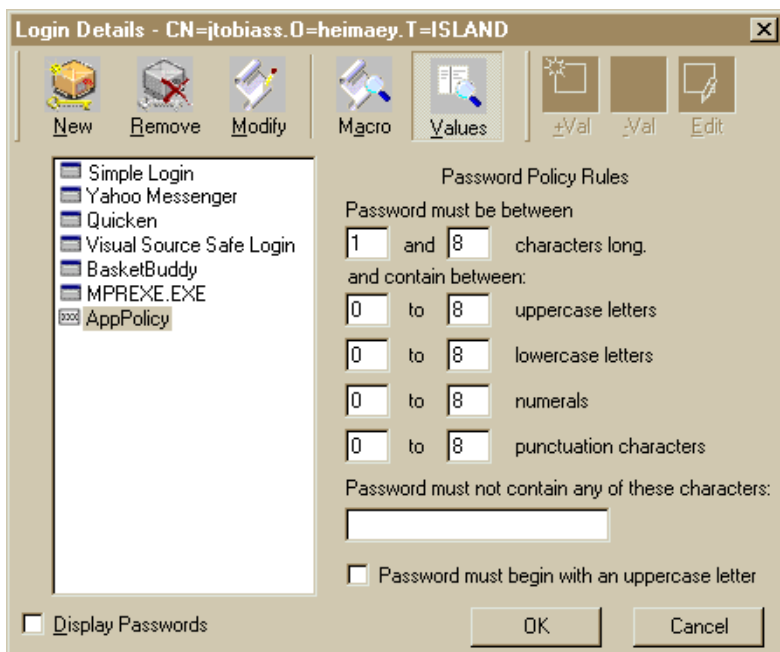 Login Details - CN=jtobiass.O=heimaey.T=ISLAND
New Remove Modify Macro Values +Val -Val Edit
Simple Login
Yahoo Messenger
Quicken
Visual Source Safe Login
BasketBuddy
MPREXE.EXE
AppPolicy
Password Policy Rules
Password must be between
1 and 8 characters long.
and contain between:
0 to 8 uppercase letters
0 to 8 lowercase letters
0 to 8 numerals
0 to 8 punctuation characters
Password must not contain any of these characters:
Password must begin with an uppercase letter
Display Passwords
OK Cancel